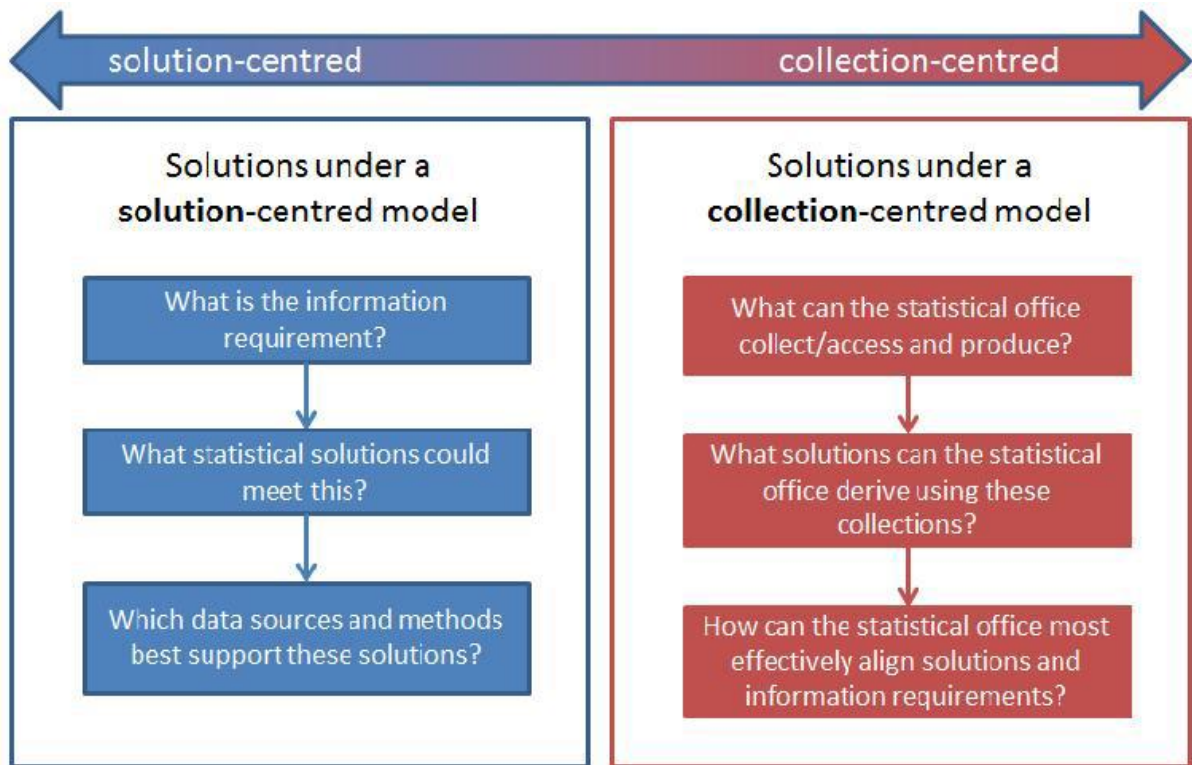 solution-centred
collection-centred
Solutions under a
solution-centred model
What is the information
requirement?
What statistical solutions could
meet this?
Which data sources and methods
best support these solutions?
Solutions under a
collection-centred model
What can the statistical office
collect/access and produce?
What solutions can the statistical
office derive using these
collections?
How can the statistical office most
effectively align solutions and
information requirements?